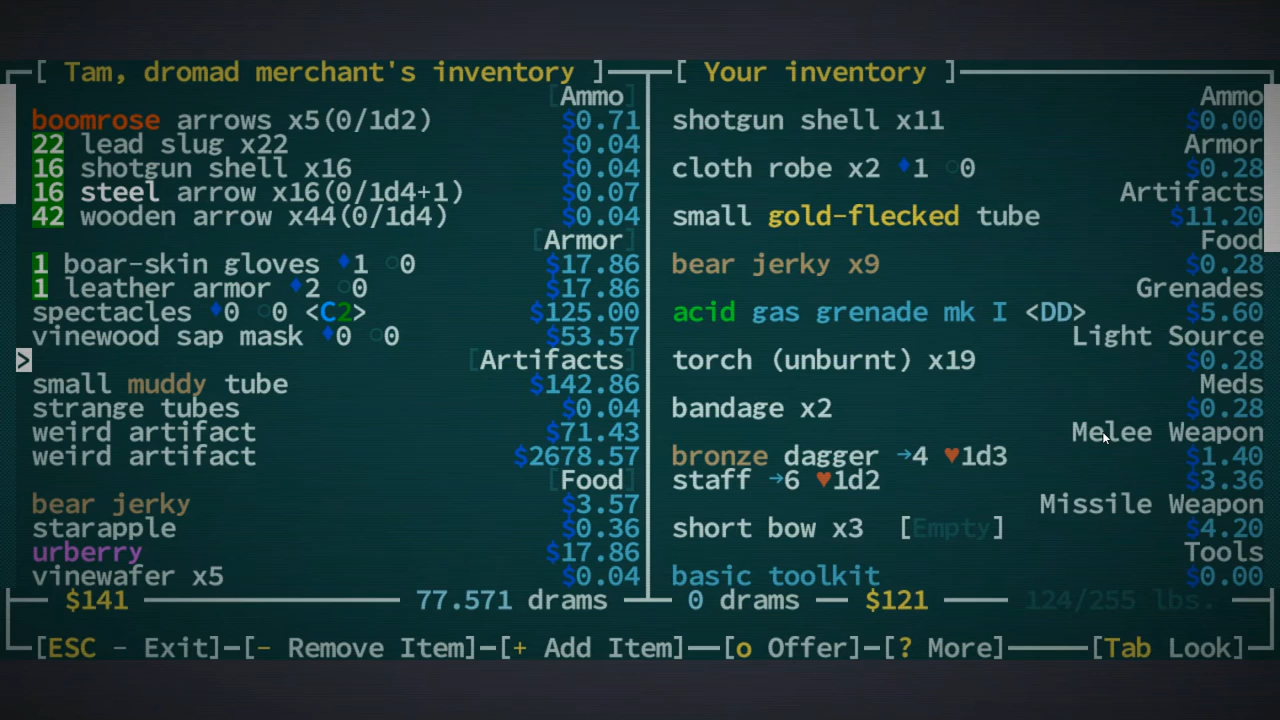 [ Tam, dromad merchant's inventory ] [ Your inventory ]
[Ammo]
boomrose arrows x5(0/1d2) $0.71
22 lead slug x22 $0.04
16 shotgun shell x16 $0.04
16 steel arrow x16(0/1d4+1) $0.07
42 wooden arrow x44(0/1d4) $0.04
[Armor]
1 boar-skin gloves ♦1 ○0 $17.86
1 leather armor ♦2 ○0 $17.86
spectacles ♦0 ○0 <C2> $125.00
vinewood sap mask ♦0 ○0 $53.57
> [Artifacts]
small muddy tube $142.86
strange tubes $0.04
weird artifact $71.43
weird artifact $2678.57
[Food]
bear jerky $3.57
starapple $0.36
urberry $17.86
vinewafer x5 $0.04
$141 77.571 drams
Ammo
shotgun shell x11 $0.00
Armor
cloth robe x2 ♦1 ○0 $0.28
Artifacts
small gold-flecked tube $11.20
Food
bear jerky x9 $0.28
Grenades
acid gas grenade mk I <DD> $5.60
Light Source
torch (unburnt) x19 $0.28
Meds
bandage x2 $0.28
Melee Weapon
bronze dagger →4 ♥1d3 $1.40
staff →6 ♥1d2 $3.36
Missile Weapon
short bow x3 [Empty] $4.20
Tools
basic toolkit $0.00
0 drams $121 124/255 lbs.
[ESC - Exit] [- Remove Item] [+ Add Item] [o Offer] [? More] [Tab Look]